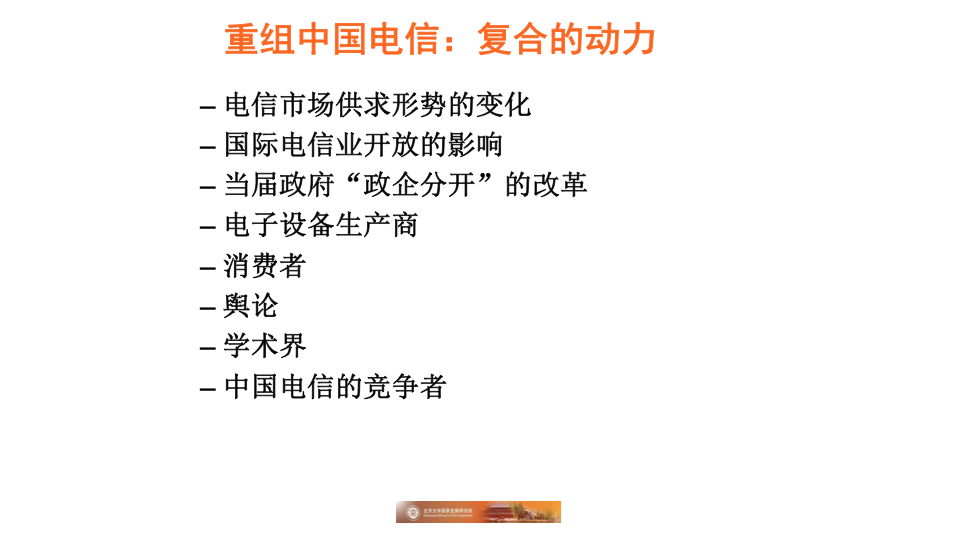 重组中国电信：复合的动力
– 电信市场供求形势的变化
– 国际电信业开放的影响
– 当届政府“政企分开”的改革
– 电子设备生产商
– 消费者
– 舆论
– 学术界
– 中国电信的竞争者
北京大学国家发展研究院
National School of Development